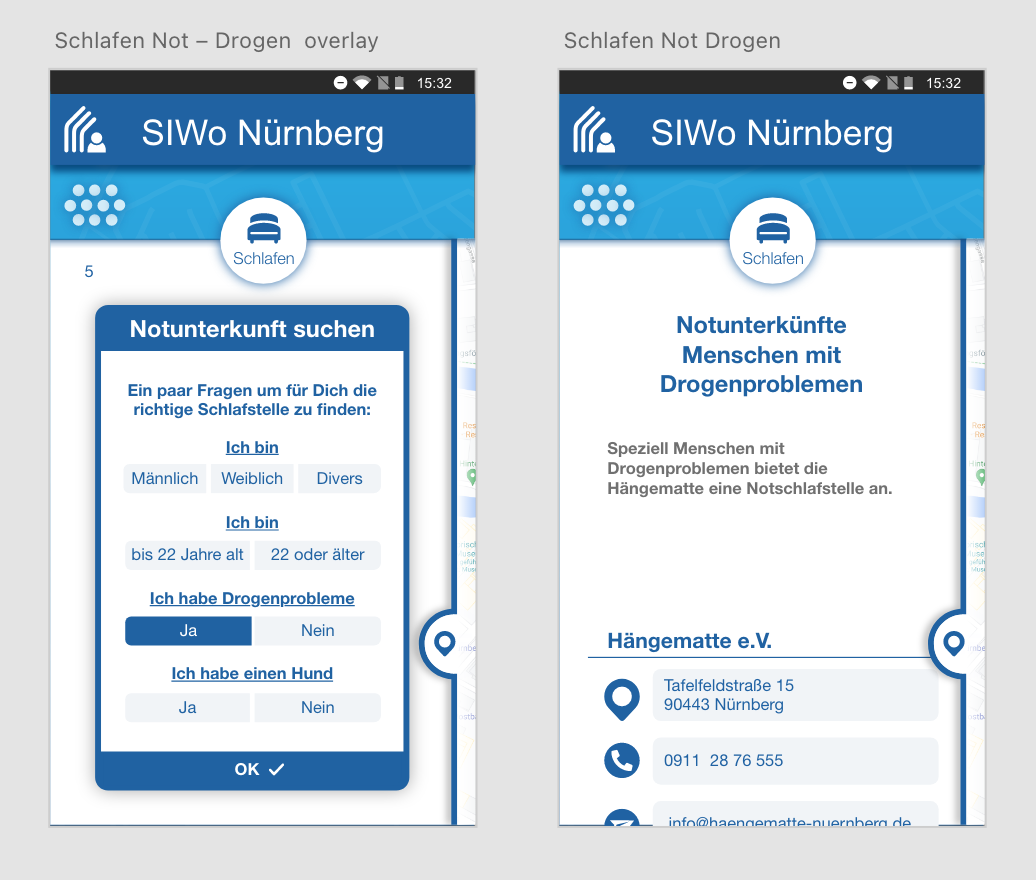 Schlafen Not – Drogen overlay
15:32
SIWo Nürnberg
Schlafen
5
Notunterkunft suchen
Ein paar Fragen um für Dich die
richtige Schlafstelle zu finden:
Ich bin
Männlich Weiblich Divers
Ich bin
bis 22 Jahre alt 22 oder älter
Ich habe Drogenprobleme
Ja Nein
Ich habe einen Hund
Ja Nein
OK
Schlafen Not Drogen
15:32
SIWo Nürnberg
Schlafen
Notunterkünfte
Menschen mit
Drogenproblemen
Speziell Menschen mit
Drogenproblemen bietet die
Hängematte eine Notschlafstelle an.
Hängematte e.V.
Tafelfeldstraße 15
90443 Nürnberg
0911 28 76 555
info@haengematte-nuernberg.de